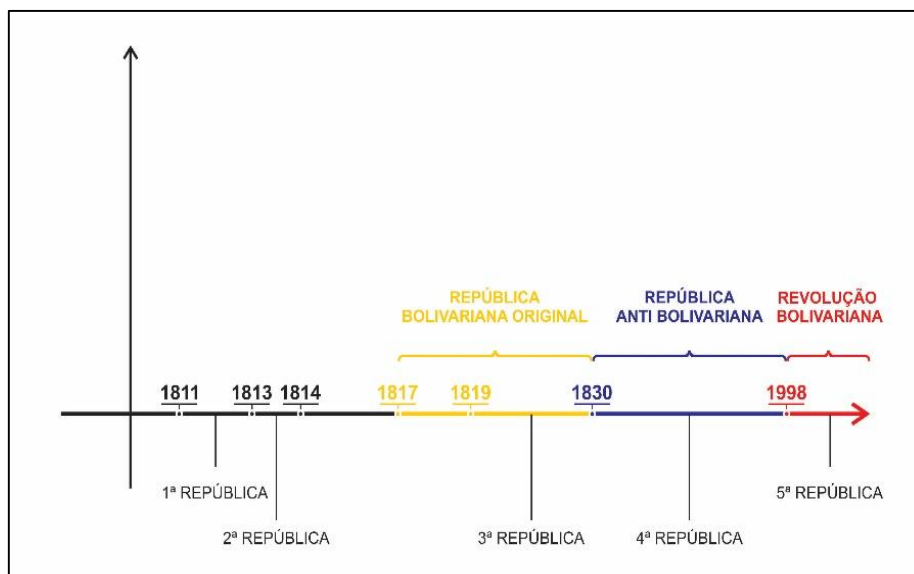 REPÚBLICA
BOLIVARIANA ORIGINAL
REPÚBLICA
ANTI BOLIVARIANA
REVOLUÇÃO
BOLIVARIANA
1811
1813
1814
1817
1819
1830
1998
1ª REPÚBLICA
2ª REPÚBLICA
3ª REPÚBLICA
4ª REPÚBLICA
5ª REPÚBLICA